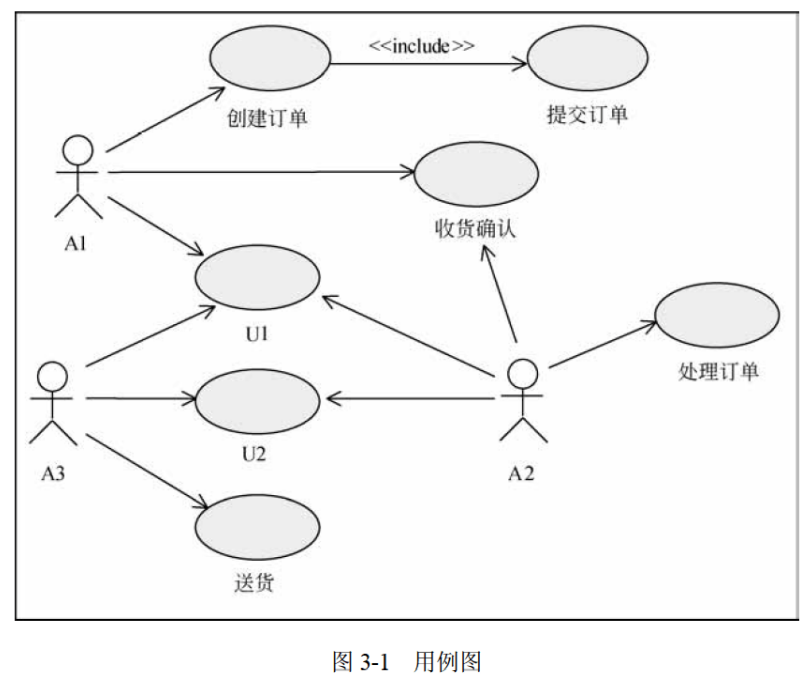 <<include>>
创建订单
提交订单
A1
收货确认
U1
处理订单
U2
A3
A2
送货
图 3-1 用例图